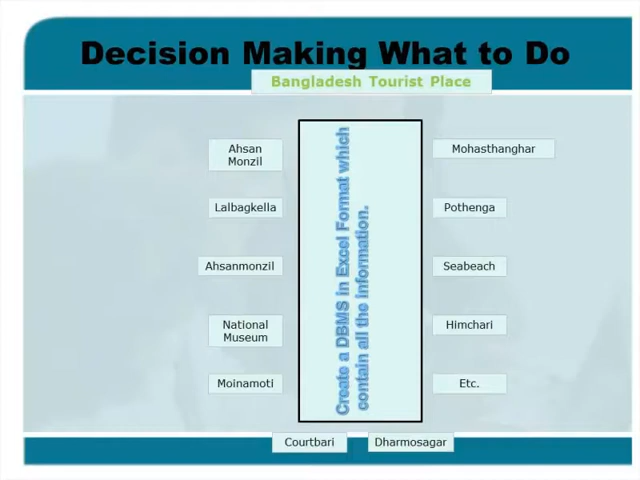 Decision Making What to Do
Bangladesh Tourist Place
Ahsan
Monzil
Lalbagkella
Ahsanmonzil
National
Museum
Moinamoti
Create a DBMS in Excel Format which
contain all the information.
Mohasthanghar
Pothenga
Seabeach
Himchari
Etc.
Courtbari
Dharmosagar